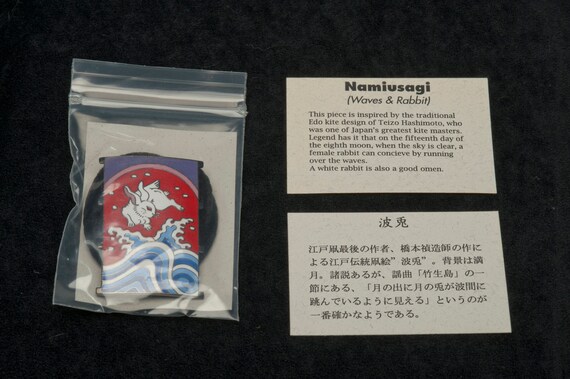 Namiusagi
(Waves & Rabbit)
This piece is inspired by the traditional
Edo kite design of Teizo Hashimoto, who
was one of Japan's greatest kite masters.
Legend has it that on the fifteenth day of
the eighth moon, when the sky is clear, a
female rabbit can concieve by running
over the waves.
A white rabbit is also a good omen.
波兎
江戸凧最後の作者、橋本禎造師の作に
よる江戸伝統凧絵”波兎”。背景は満
月。諸説あるが、謡曲「竹生島」の一
節にある、「月の出に月の兎が波間に
跳んでいるように見える」というのが
一番確かなようである。